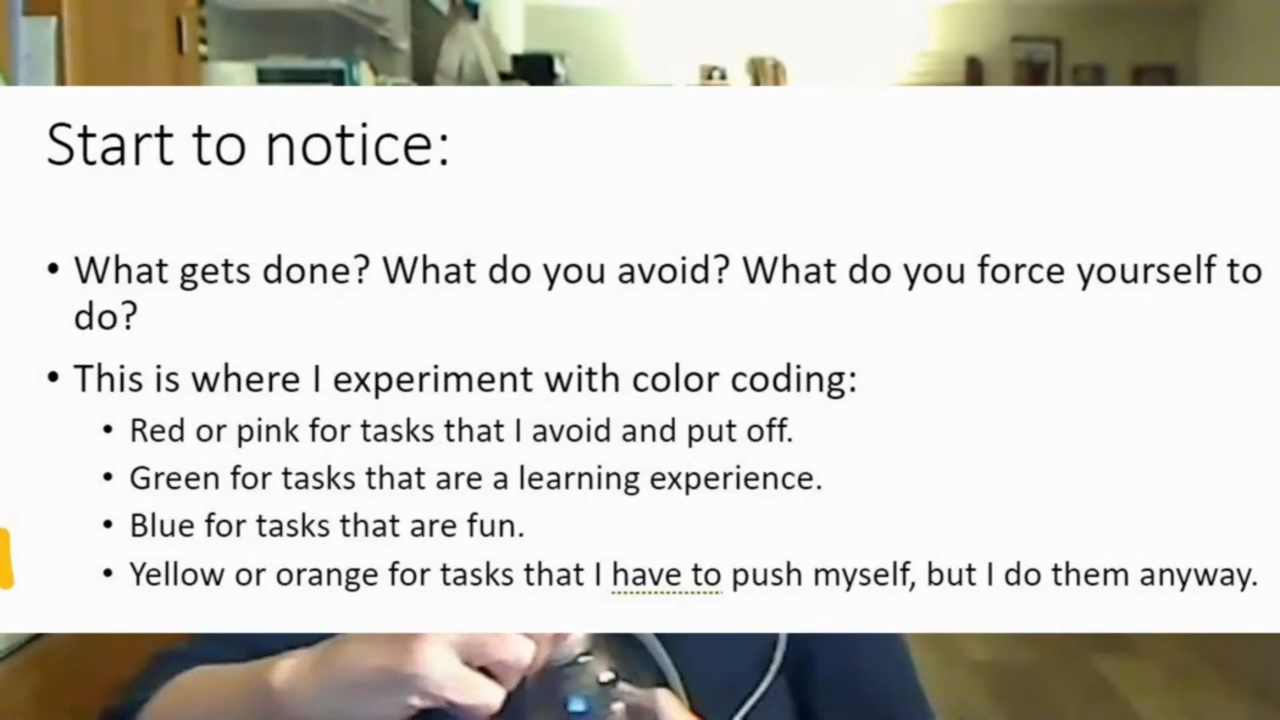 Start to notice:
• What gets done? What do you avoid? What do you force yourself to
do?
• This is where I experiment with color coding:
• Red or pink for tasks that I avoid and put off.
• Green for tasks that are a learning experience.
• Blue for tasks that are fun.
• Yellow or orange for tasks that I have to push myself, but I do them anyway.